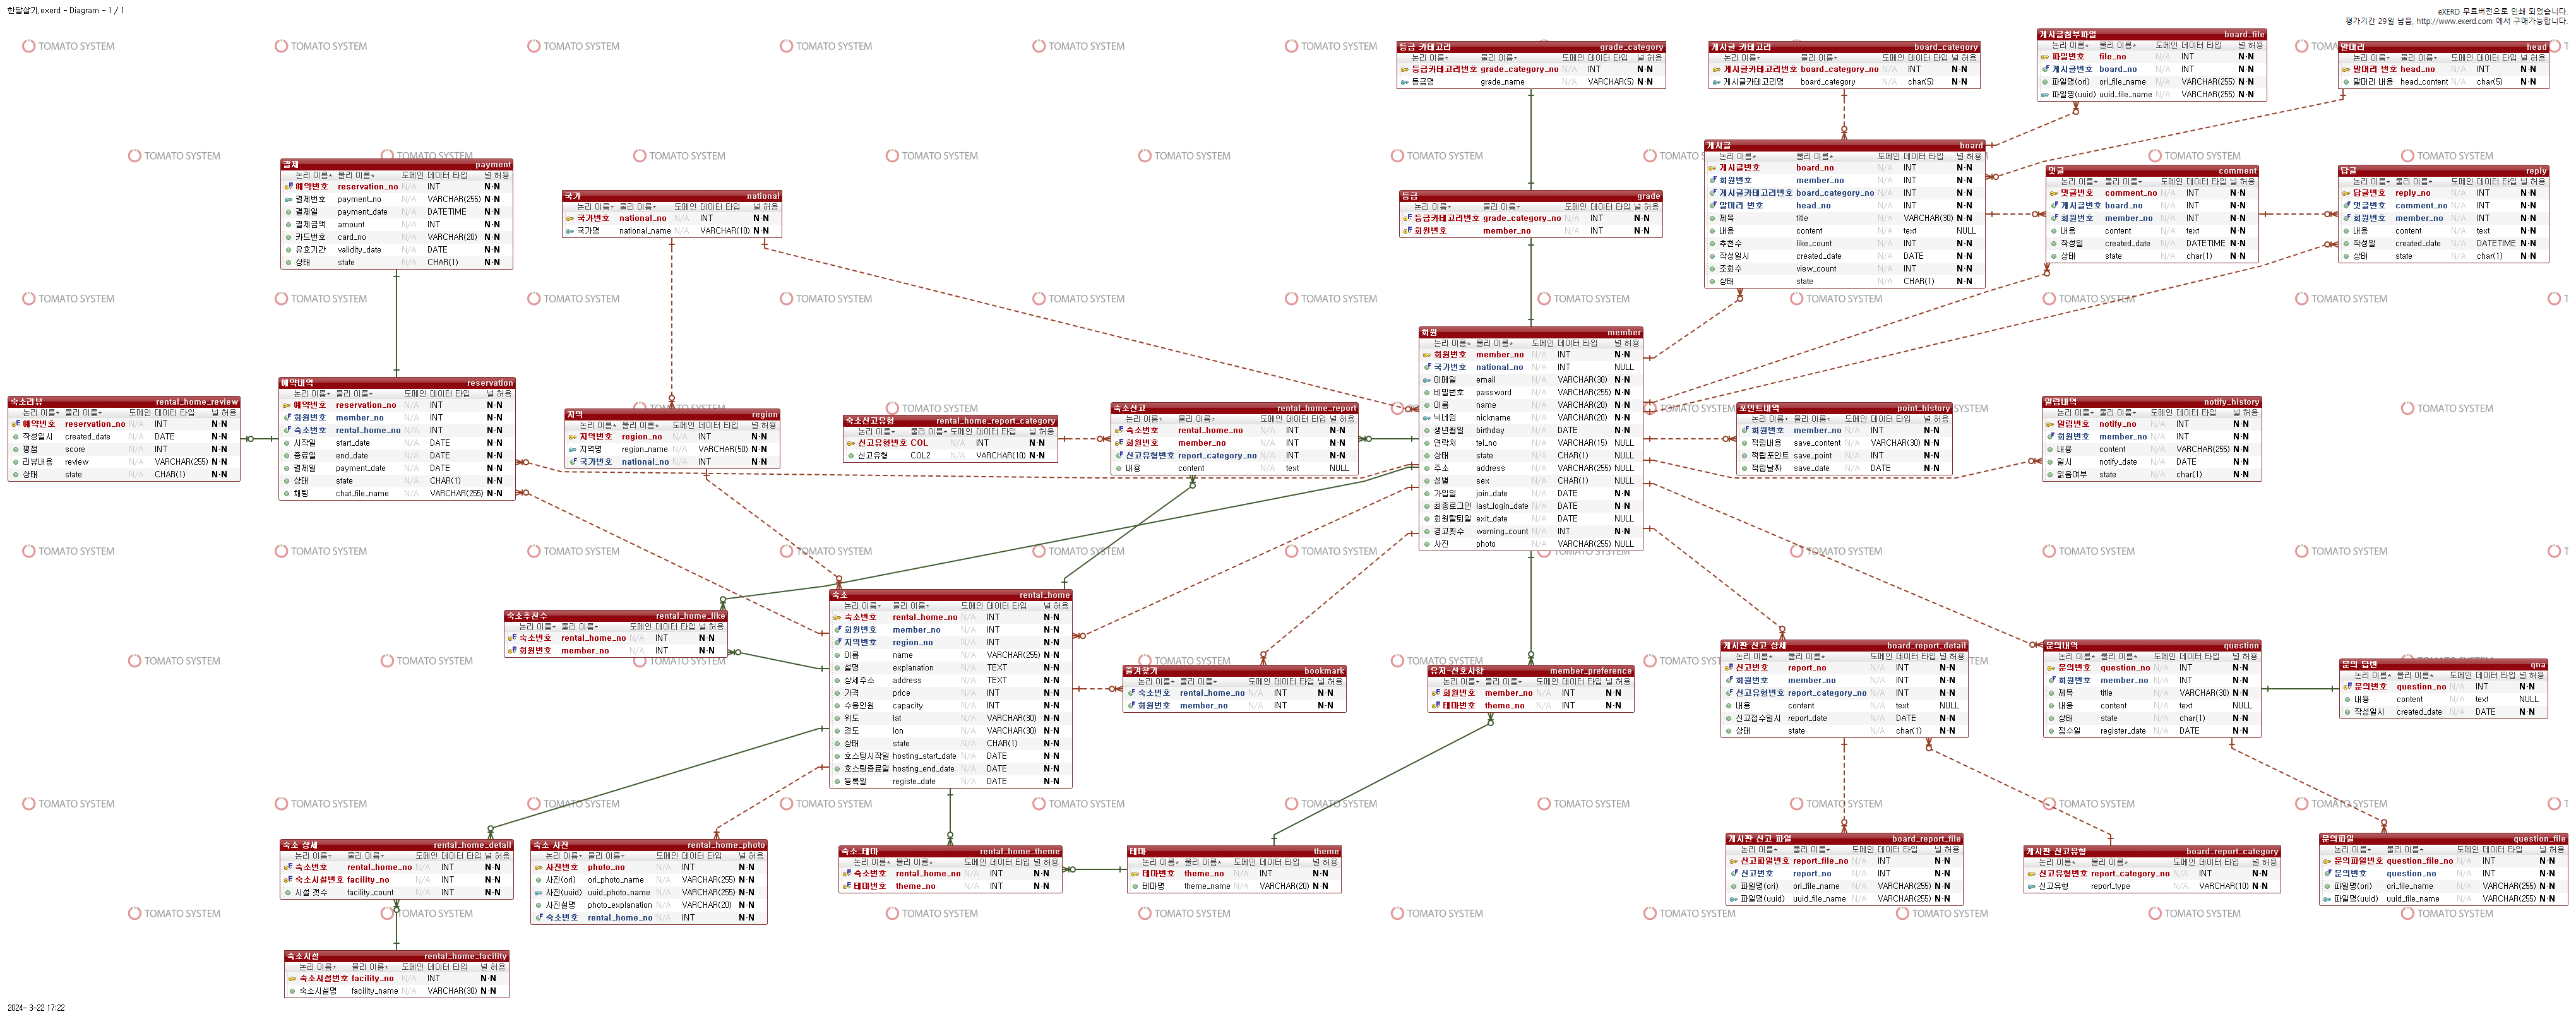 한달살기.exerd - Diagram - 1 / 1
eXERD 무료버전으로 인쇄 되었습니다.
평가기간 29일 남음, http://www.exerd.com 에서 구매가능합니다.
TOMATO SYSTEM
등급 카테고리 grade_category
논리 이름 물리 이름 도메인 데이터 타입 널 허용
등급카테고리번호 grade_category_no N/A INT N-N
등급명 grade_name N/A VARCHAR(5) N-N
게시글 카테고리 board_category
논리 이름 물리 이름 도메인 데이터 타입 널 허용
게시글카테고리번호 board_category_no N/A INT N-N
게시글카테고리명 board_category N/A char(5) N-N
게시글첨부파일 board_file
논리 이름 물리 이름 도메인 데이터 타입 널 허용
파일번호 file_no N/A INT N-N
게시글번호 board_no N/A INT N-N
파일명(ori) ori_file_name N/A VARCHAR(255) N-N
파일명(uuid) uuid_file_name N/A VARCHAR(255) N-N
말머리 head
논리 이름 물리 이름 도메인 데이터 타입 널 허용
말머리 번호 head_no N/A INT N-N
말머리 내용 head_content N/A char(5) N-N
결제 payment
논리 이름 물리 이름 도메인 데이터 타입 널 허용
예약번호 reservation_no N/A INT N-N
결제번호 payment_no N/A VARCHAR(255) N-N
결제일 payment_date N/A DATETIME N-N
결제금액 amount N/A INT N-N
카드번호 card_no N/A VARCHAR(20) N-N
유효기간 validity_date N/A DATE N-N
상태 state N/A CHAR(1) N-N
국가 national
논리 이름 물리 이름 도메인 데이터 타입 널 허용
국가번호 national_no N/A INT N-N
국가명 national_name N/A VARCHAR(10) N-N
등급 grade
논리 이름 물리 이름 도메인 데이터 타입 널 허용
등급카테고리번호 grade_category_no N/A INT N-N
회원번호 member_no N/A INT N-N
게시글 board
논리 이름 물리 이름 도메인 데이터 타입 널 허용
게시글번호 board_no N/A INT N-N
회원번호 member_no N/A INT N-N
게시글카테고리번호 board_category_no N/A INT N-N
말머리 번호 head_no N/A INT N-N
제목 title N/A VARCHAR(30) N-N
내용 content N/A text NULL
추천수 like_count N/A INT N-N
작성일시 created_date N/A DATE N-N
조회수 view_count N/A INT N-N
상태 state N/A CHAR(1) N-N
댓글 comment
논리 이름 물리 이름 도메인 데이터 타입 널 허용
댓글번호 comment_no N/A INT N-N
게시글번호 board_no N/A INT N-N
회원번호 member_no N/A INT N-N
내용 content N/A text N-N
작성일 created_date N/A DATETIME N-N
상태 state N/A char(1) N-N
답글 reply
논리 이름 물리 이름 도메인 데이터 타입 널 허용
답글번호 reply_no N/A INT N-N
댓글번호 comment_no N/A INT N-N
회원번호 member_no N/A INT N-N
내용 content N/A text N-N
작성일 created_date N/A DATETIME N-N
상태 state N/A char(1) N-N
회원 member
논리 이름 물리 이름 도메인 데이터 타입 널 허용
회원번호 member_no N/A INT N-N
국가번호 national_no N/A INT NULL
이메일 email N/A VARCHAR(30) N-N
비밀번호 password N/A VARCHAR(255) N-N
이름 name N/A VARCHAR(20) N-N
닉네임 nickname N/A VARCHAR(20) N-N
생년월일 birthday N/A DATE N-N
연락처 tel_no N/A VARCHAR(15) NULL
상태 state N/A CHAR(1) NULL
주소 address N/A VARCHAR(255) NULL
성별 sex N/A CHAR(1) NULL
가입일 join_date N/A DATE N-N
최종로그인 last_login_date N/A DATE N-N
회원탈퇴일 exit_date N/A DATE NULL
경고횟수 warning_count N/A INT N-N
사진 photo N/A VARCHAR(255) NULL
숙소리뷰 rental_home_review
논리 이름 물리 이름 도메인 데이터 타입 널 허용
예약번호 reservation_no N/A INT N-N
작성일시 created_date N/A DATE N-N
평점 score N/A INT N-N
리뷰내용 review N/A VARCHAR(255) N-N
상태 state N/A CHAR(1) N-N
예약내역 reservation
논리 이름 물리 이름 도메인 데이터 타입 널 허용
예약번호 reservation_no N/A INT N-N
회원번호 member_no N/A INT N-N
숙소번호 rental_home_no N/A INT N-N
시작일 start_date N/A DATE N-N
종료일 end_date N/A DATE N-N
결제일 payment_date N/A DATE N-N
상태 state N/A CHAR(1) N-N
채팅 chat_file_name N/A VARCHAR(255) N-N
지역 region
논리 이름 물리 이름 도메인 데이터 타입 널 허용
지역번호 region_no N/A INT N-N
지역명 region_name N/A VARCHAR(50) N-N
국가번호 national_no N/A INT N-N
숙소신고유형 rental_home_report_category
논리 이름 물리 이름 도메인 데이터 타입 널 허용
신고유형번호 COL N/A INT N-N
신고유형 COL2 N/A VARCHAR(10) N-N
숙소신고 rental_home_report
논리 이름 물리 이름 도메인 데이터 타입 널 허용
숙소번호 rental_home_no N/A INT N-N
회원번호 member_no N/A INT N-N
신고유형번호 report_category_no N/A INT N-N
내용 content N/A text NULL
포인트내역 point_history
논리 이름 물리 이름 도메인 데이터 타입 널 허용
회원번호 member_no N/A INT N-N
적립내용 save_content N/A VARCHAR(30) N-N
적립포인트 save_point N/A INT N-N
적립날짜 save_date N/A DATE N-N
알림내역 notify_history
논리 이름 물리 이름 도메인 데이터 타입 널 허용
알림번호 notify_no N/A INT N-N
회원번호 member_no N/A INT N-N
내용 content N/A VARCHAR(255) N-N
일시 notify_date N/A DATE N-N
읽음여부 state N/A char(1) N-N
숙소추천수 rental_home_like
논리 이름 물리 이름 도메인 데이터 타입 널 허용
숙소번호 rental_home_no N/A INT N-N
회원번호 member_no N/A INT N-N
숙소 rental_home
논리 이름 물리 이름 도메인 데이터 타입 널 허용
숙소번호 rental_home_no N/A INT N-N
회원번호 member_no N/A INT N-N
지역번호 region_no N/A INT N-N
이름 name N/A VARCHAR(255) N-N
설명 explanation N/A TEXT N-N
상세주소 address N/A TEXT N-N
가격 price N/A INT N-N
수용인원 capacity N/A INT N-N
위도 lat N/A VARCHAR(30) N-N
경도 lon N/A VARCHAR(30) N-N
상태 state N/A CHAR(1) N-N
호스팅시작일 hosting_start_date N/A DATE N-N
호스팅종료일 hosting_end_date N/A DATE N-N
등록일 registe_date N/A DATE N-N
즐겨찾기 bookmark
논리 이름 물리 이름 도메인 데이터 타입 널 허용
숙소번호 rental_home_no N/A INT N-N
회원번호 member_no N/A INT N-N
유저-선호사항 member_preference
논리 이름 물리 이름 도메인 데이터 타입 널 허용
회원번호 member_no N/A INT N-N
테마번호 theme_no N/A INT N-N
게시판 신고 상세 board_report_detail
논리 이름 물리 이름 도메인 데이터 타입 널 허용
신고번호 report_no N/A INT N-N
회원번호 member_no N/A INT N-N
신고유형번호 report_category_no N/A INT N-N
내용 content N/A text NULL
신고접수일시 report_date N/A DATE N-N
상태 state N/A char(1) N-N
문의내역 question
논리 이름 물리 이름 도메인 데이터 타입 널 허용
문의번호 question_no N/A INT N-N
회원번호 member_no N/A INT N-N
제목 title N/A VARCHAR(30) N-N
내용 content N/A text NULL
상태 state N/A char(1) N-N
접수일 register_date N/A DATE N-N
문의 답변 qna
논리 이름 물리 이름 도메인 데이터 타입 널 허용
문의번호 question_no N/A INT N-N
내용 content N/A text NULL
작성일시 created_date N/A DATE N-N
숙소 상세 rental_home_detail
논리 이름 물리 이름 도메인 데이터 타입 널 허용
숙소번호 rental_home_no N/A INT N-N
숙소시설번호 facility_no N/A INT N-N
시설 갯수 facility_count N/A INT N-N
숙소 사진 rental_home_photo
논리 이름 물리 이름 도메인 데이터 타입 널 허용
사진번호 photo_no N/A INT N-N
사진(ori) ori_photo_name N/A VARCHAR(255) N-N
사진(uuid) uuid_photo_name N/A VARCHAR(255) N-N
사진설명 photo_explanation N/A VARCHAR(20) N-N
숙소번호 rental_home_no N/A INT N-N
숙소_테마 rental_home_theme
논리 이름 물리 이름 도메인 데이터 타입 널 허용
숙소번호 rental_home_no N/A INT N-N
테마번호 theme_no N/A INT N-N
테마 theme
논리 이름 물리 이름 도메인 데이터 타입 널 허용
테마번호 theme_no N/A INT N-N
테마명 theme_name N/A VARCHAR(20) N-N
게시판 신고 파일 board_report_file
논리 이름 물리 이름 도메인 데이터 타입 널 허용
신고파일번호 report_file_no N/A INT N-N
신고번호 report_no N/A INT N-N
파일명(ori) ori_file_name N/A VARCHAR(255) N-N
파일명(uuid) uuid_file_name N/A VARCHAR(255) N-N
게시판 신고유형 board_report_category
논리 이름 물리 이름 도메인 데이터 타입 널 허용
신고유형번호 report_category_no N/A INT N-N
신고유형 report_type N/A VARCHAR(10) N-N
문의파일 question_file
논리 이름 물리 이름 도메인 데이터 타입 널 허용
문의파일번호 question_file_no N/A INT N-N
문의번호 question_no N/A INT N-N
파일명(ori) ori_file_name N/A VARCHAR(255) N-N
파일명(uuid) uuid_file_name N/A VARCHAR(255) N-N
숙소시설 rental_home_facility
논리 이름 물리 이름 도메인 데이터 타입 널 허용
숙소시설번호 facility_no N/A INT N-N
숙소시설명 facility_name N/A VARCHAR(30) N-N
2024- 3-22 17:22